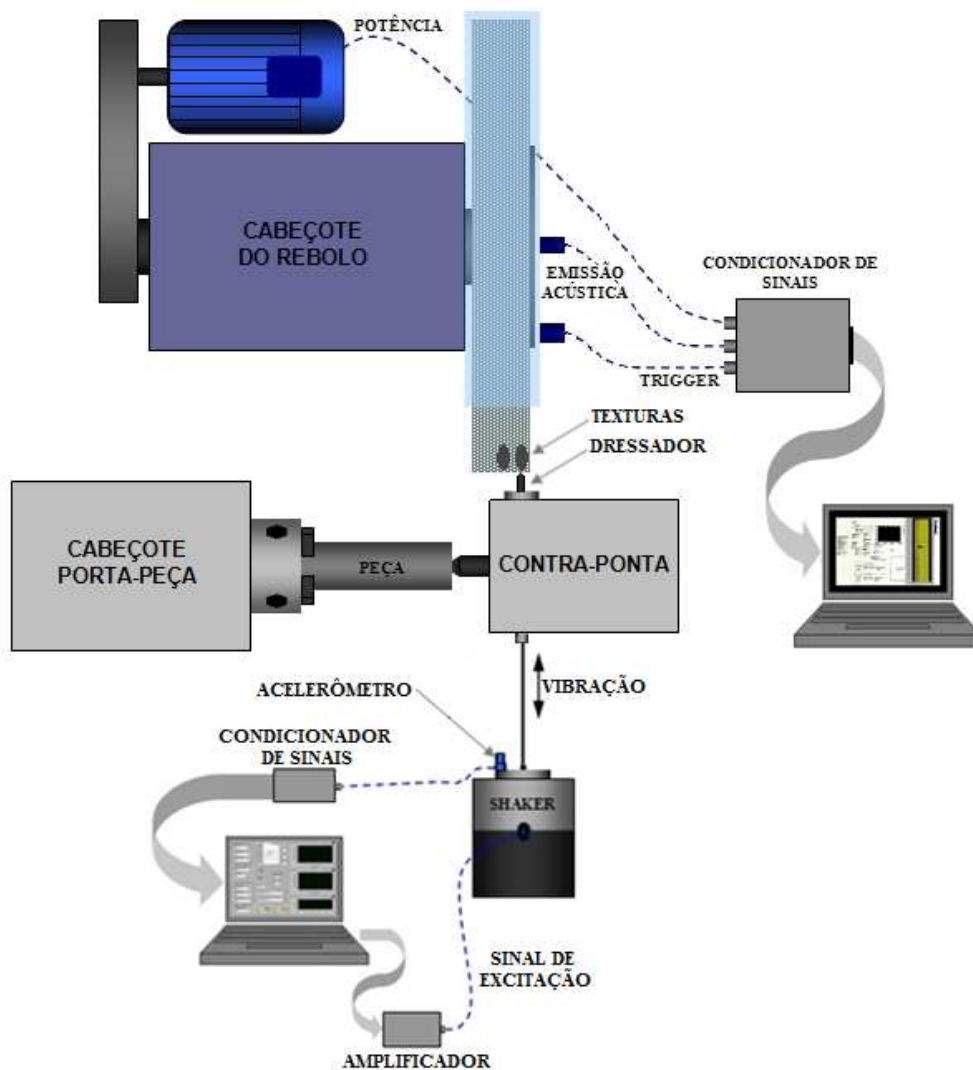 POTÊNCIA
CABEÇOTE
DO REBOLO
EMISSÃO
ACÚSTICA
CONDICIONADOR DE
SINAIS
TRIGGER
TEXTURAS
DRESSADOR
CABEÇOTE
PORTA-PEÇA
PEÇA
CONTRA-PONTA
ACELERÔMETRO
VIBRAÇÃO
CONDICIONADOR
DE SINAIS
SHAKER
SINAL DE
EXCITAÇÃO
AMPLIFICADOR